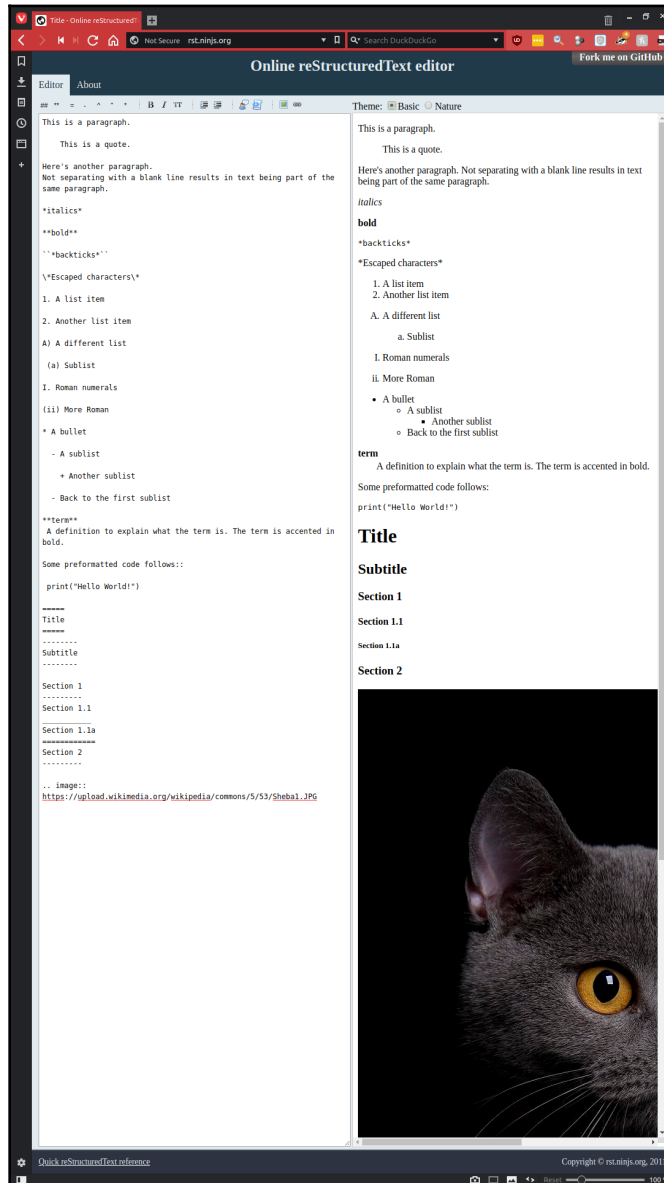 Title - Online reStructuredT
Not Secure rst.ninjs.org
Search DuckDuckGo
Online reStructuredText editor
Fork me on GitHub
Editor About
Theme: Basic Nature
This is a paragraph.
This is a quote.
Here's another paragraph.
Not separating with a blank line results in text being part of the
same paragraph.
*italics*
**bold**
``*backticks*``
\*Escaped characters\*
1. A list item
2. Another list item
A) A different list
(a) Sublist
I. Roman numerals
(ii) More Roman
* A bullet
- A sublist
+ Another sublist
- Back to the first sublist
**term**
A definition to explain what the term is. The term is accented in
bold.
Some preformatted code follows::
print("Hello World!")
=====
Title
=====
--------
Subtitle
--------
Section 1
---------
Section 1.1
___________
Section 1.1a
============
Section 2
---------
.. image::
https://upload.wikimedia.org/wikipedia/commons/5/53/Sheba1.JPG
This is a paragraph.
This is a quote.
Here's another paragraph. Not separating with a blank line results in text
being part of the same paragraph.
italics
bold
*backticks*
*Escaped characters*
1. A list item
2. Another list item
A. A different list
a. Sublist
I. Roman numerals
ii. More Roman
• A bullet
◦ A sublist
▪ Another sublist
◦ Back to the first sublist
term
A definition to explain what the term is. The term is accented in bold.
Some preformatted code follows:
print("Hello World!")
Title
Subtitle
Section 1
Section 1.1
Section 1.1a
Section 2
Quick reStructuredText reference
Copyright © rst.ninjs.org, 201
Reset
100